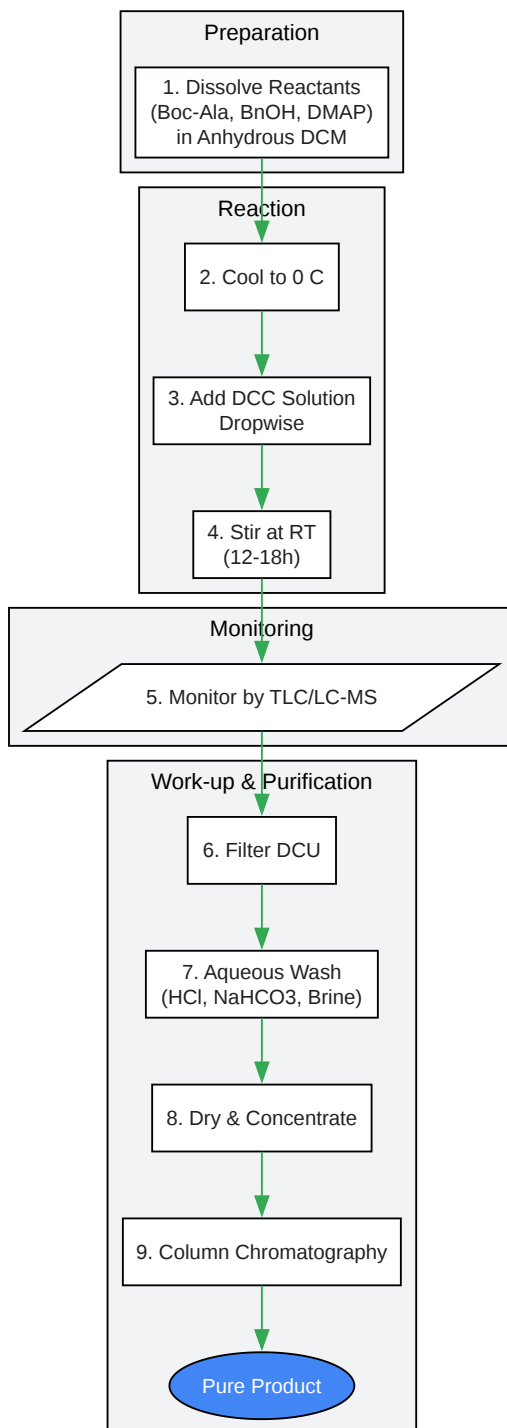 Preparation
1. Dissolve Reactants
(Boc-Ala, BnOH, DMAP)
in Anhydrous DCM
Reaction
2. Cool to 0 C
3. Add DCC Solution
Dropwise
4. Stir at RT
(12-18h)
Monitoring
5. Monitor by TLC/LC-MS
Work-up & Purification
6. Filter DCU
7. Aqueous Wash
(HCl, NaHCO3, Brine)
8. Dry & Concentrate
9. Column Chromatography
Pure Product